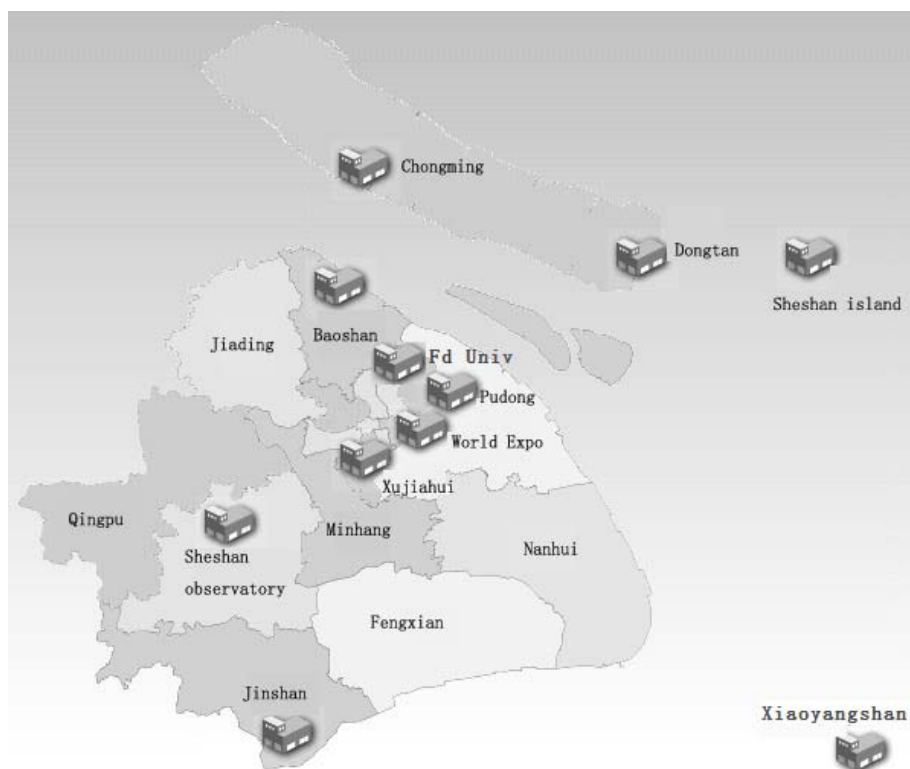 Chongming
Dongtan
Sheshan island
Baoshan
Jiading
Fd Univ
Pudong
World Expo
Xujiahui
Qingpu
Minhang
Nanhui
Sheshan
observatory
Fengxian
Jinshan
Xiaoyangshan